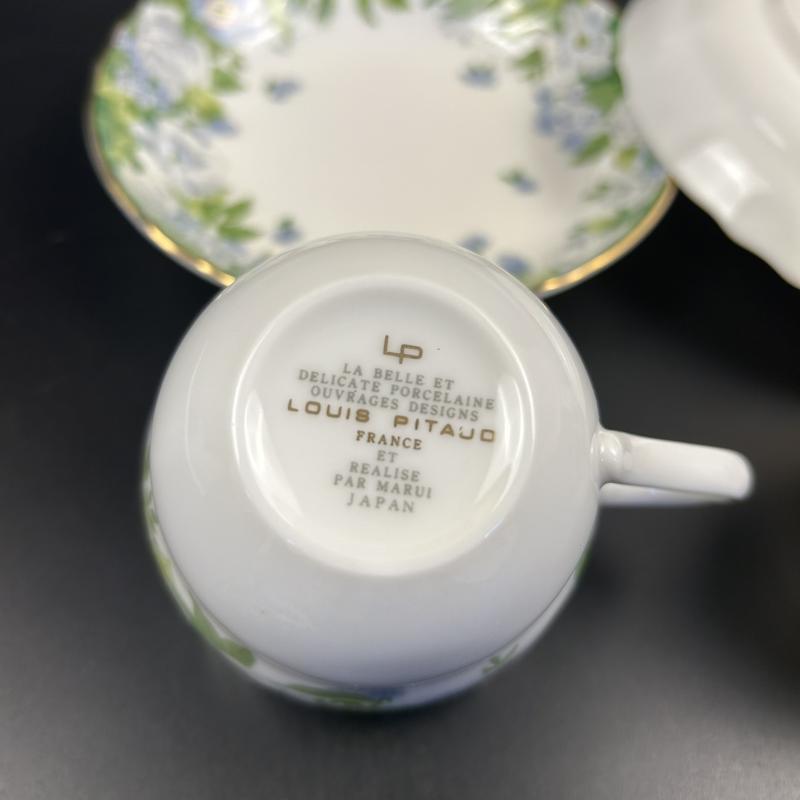 LP
LA BELLE ET
DELICATE PORCELAINE
OUVRAGES DESIGNS
LOUIS PITAUD
FRANCE
ET
REALISE
PAR MARUI
JAPAN